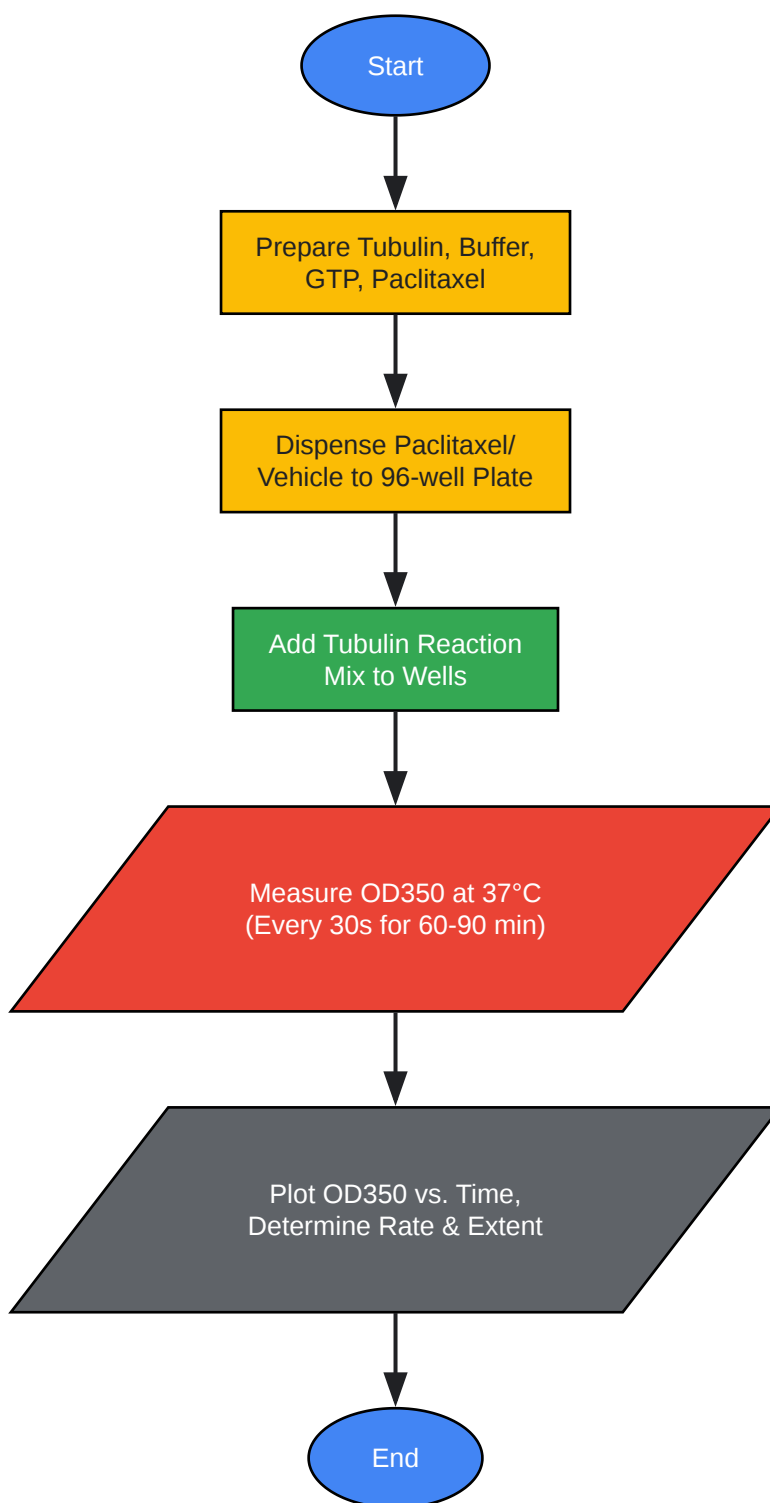 Start
Prepare Tubulin, Buffer,
GTP, Paclitaxel
Dispense Paclitaxel/
Vehicle to 96-well Plate
Add Tubulin Reaction
Mix to Wells
Measure OD350 at 37°C
(Every 30s for 60-90 min)
Plot OD350 vs. Time,
Determine Rate & Extent
End